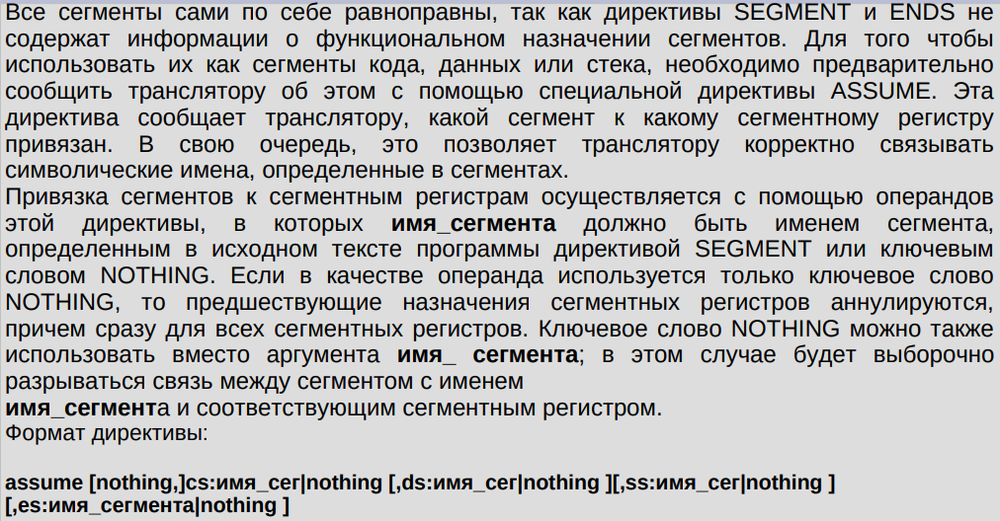 Все сегменты сами по себе равноправны, так как директивы SEGMENT и ENDS не
содержат информации о функциональном назначении сегментов. Для того чтобы
использовать их как сегменты кода, данных или стека, необходимо предварительно
сообщить транслятору об этом с помощью специальной директивы ASSUME. Эта
директива сообщает транслятору, какой сегмент к какому сегментному регистру
привязан. В свою очередь, это позволяет транслятору корректно связывать
символические имена, определенные в сегментах.
Привязка сегментов к сегментным регистрам осуществляется с помощью операндов
этой директивы, в которых имя_сегмента должно быть именем сегмента,
определенным в исходном тексте программы директивой SEGMENT или ключевым
словом NOTHING. Если в качестве операнда используется только ключевое слово
NOTHING, то предшествующие назначения сегментных регистров аннулируются,
причем сразу для всех сегментных регистров. Ключевое слово NOTHING можно также
использовать вместо аргумента имя_ сегмента; в этом случае будет выборочно
разрываться связь между сегментом с именем
имя_сегмента и соответствующим сегментным регистром.
Формат директивы:
assume [nothing,]cs:имя_сег|nothing [,ds:имя_сег|nothing ][,ss:имя_сег|nothing ]
[,es:имя_сегмента|nothing ]